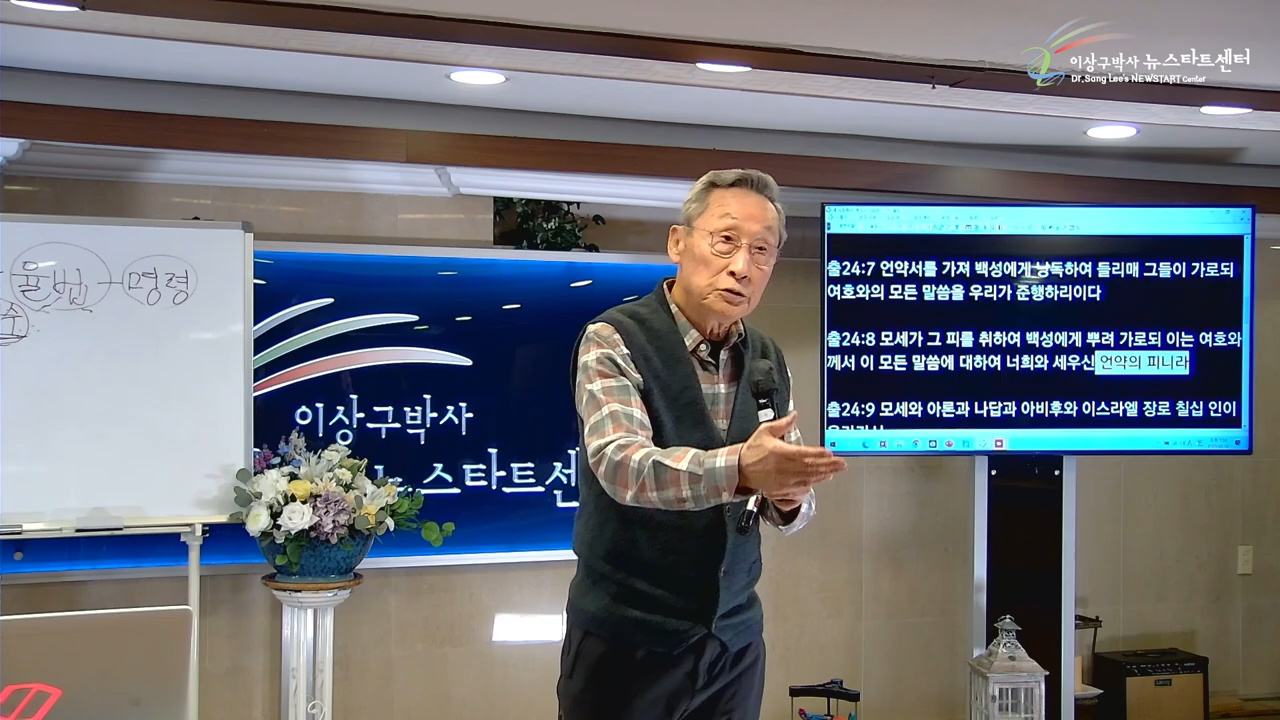 이상구박사 뉴스타트센터
Dr. Sang Lee's NEWSTART Center
율법 - 명령
이상구박사
뉴스타트센
출24:7 언약서를 가져 백성에게 낭독하여 들리매 그들이 가로되
여호와의 모든 말씀을 우리가 준행하리이다
출24:8 모세가 그 피를 취하여 백성에게 뿌려 가로되 이는 여호와
께서 이 모든 말씀에 대하여 너희와 세우신 언약의 피니라
출24:9 모세와 아론과 나답과 아비후와 이스라엘 장로 칠십 인이